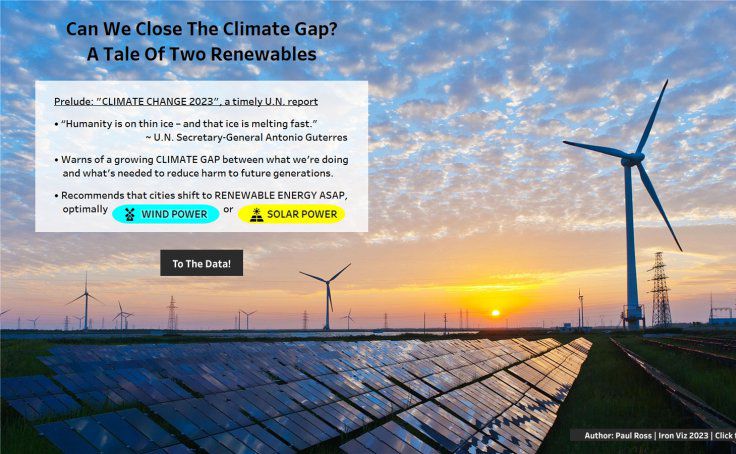 Can We Close The Climate Gap?
A Tale Of Two Renewables
Prelude: "CLIMATE CHANGE 2023", a timely U.N. report
• “Humanity is on thin ice – and that ice is melting fast.”
~ U.N. Secretary-General Antonio Guterres
• Warns of a growing CLIMATE GAP between what we're doing
and what's needed to reduce harm to future generations.
• Recommends that cities shift to RENEWABLE ENERGY ASAP,
optimally WIND POWER or SOLAR POWER
To The Data!
Author: Paul Ross | Iron Viz 2023 | Click